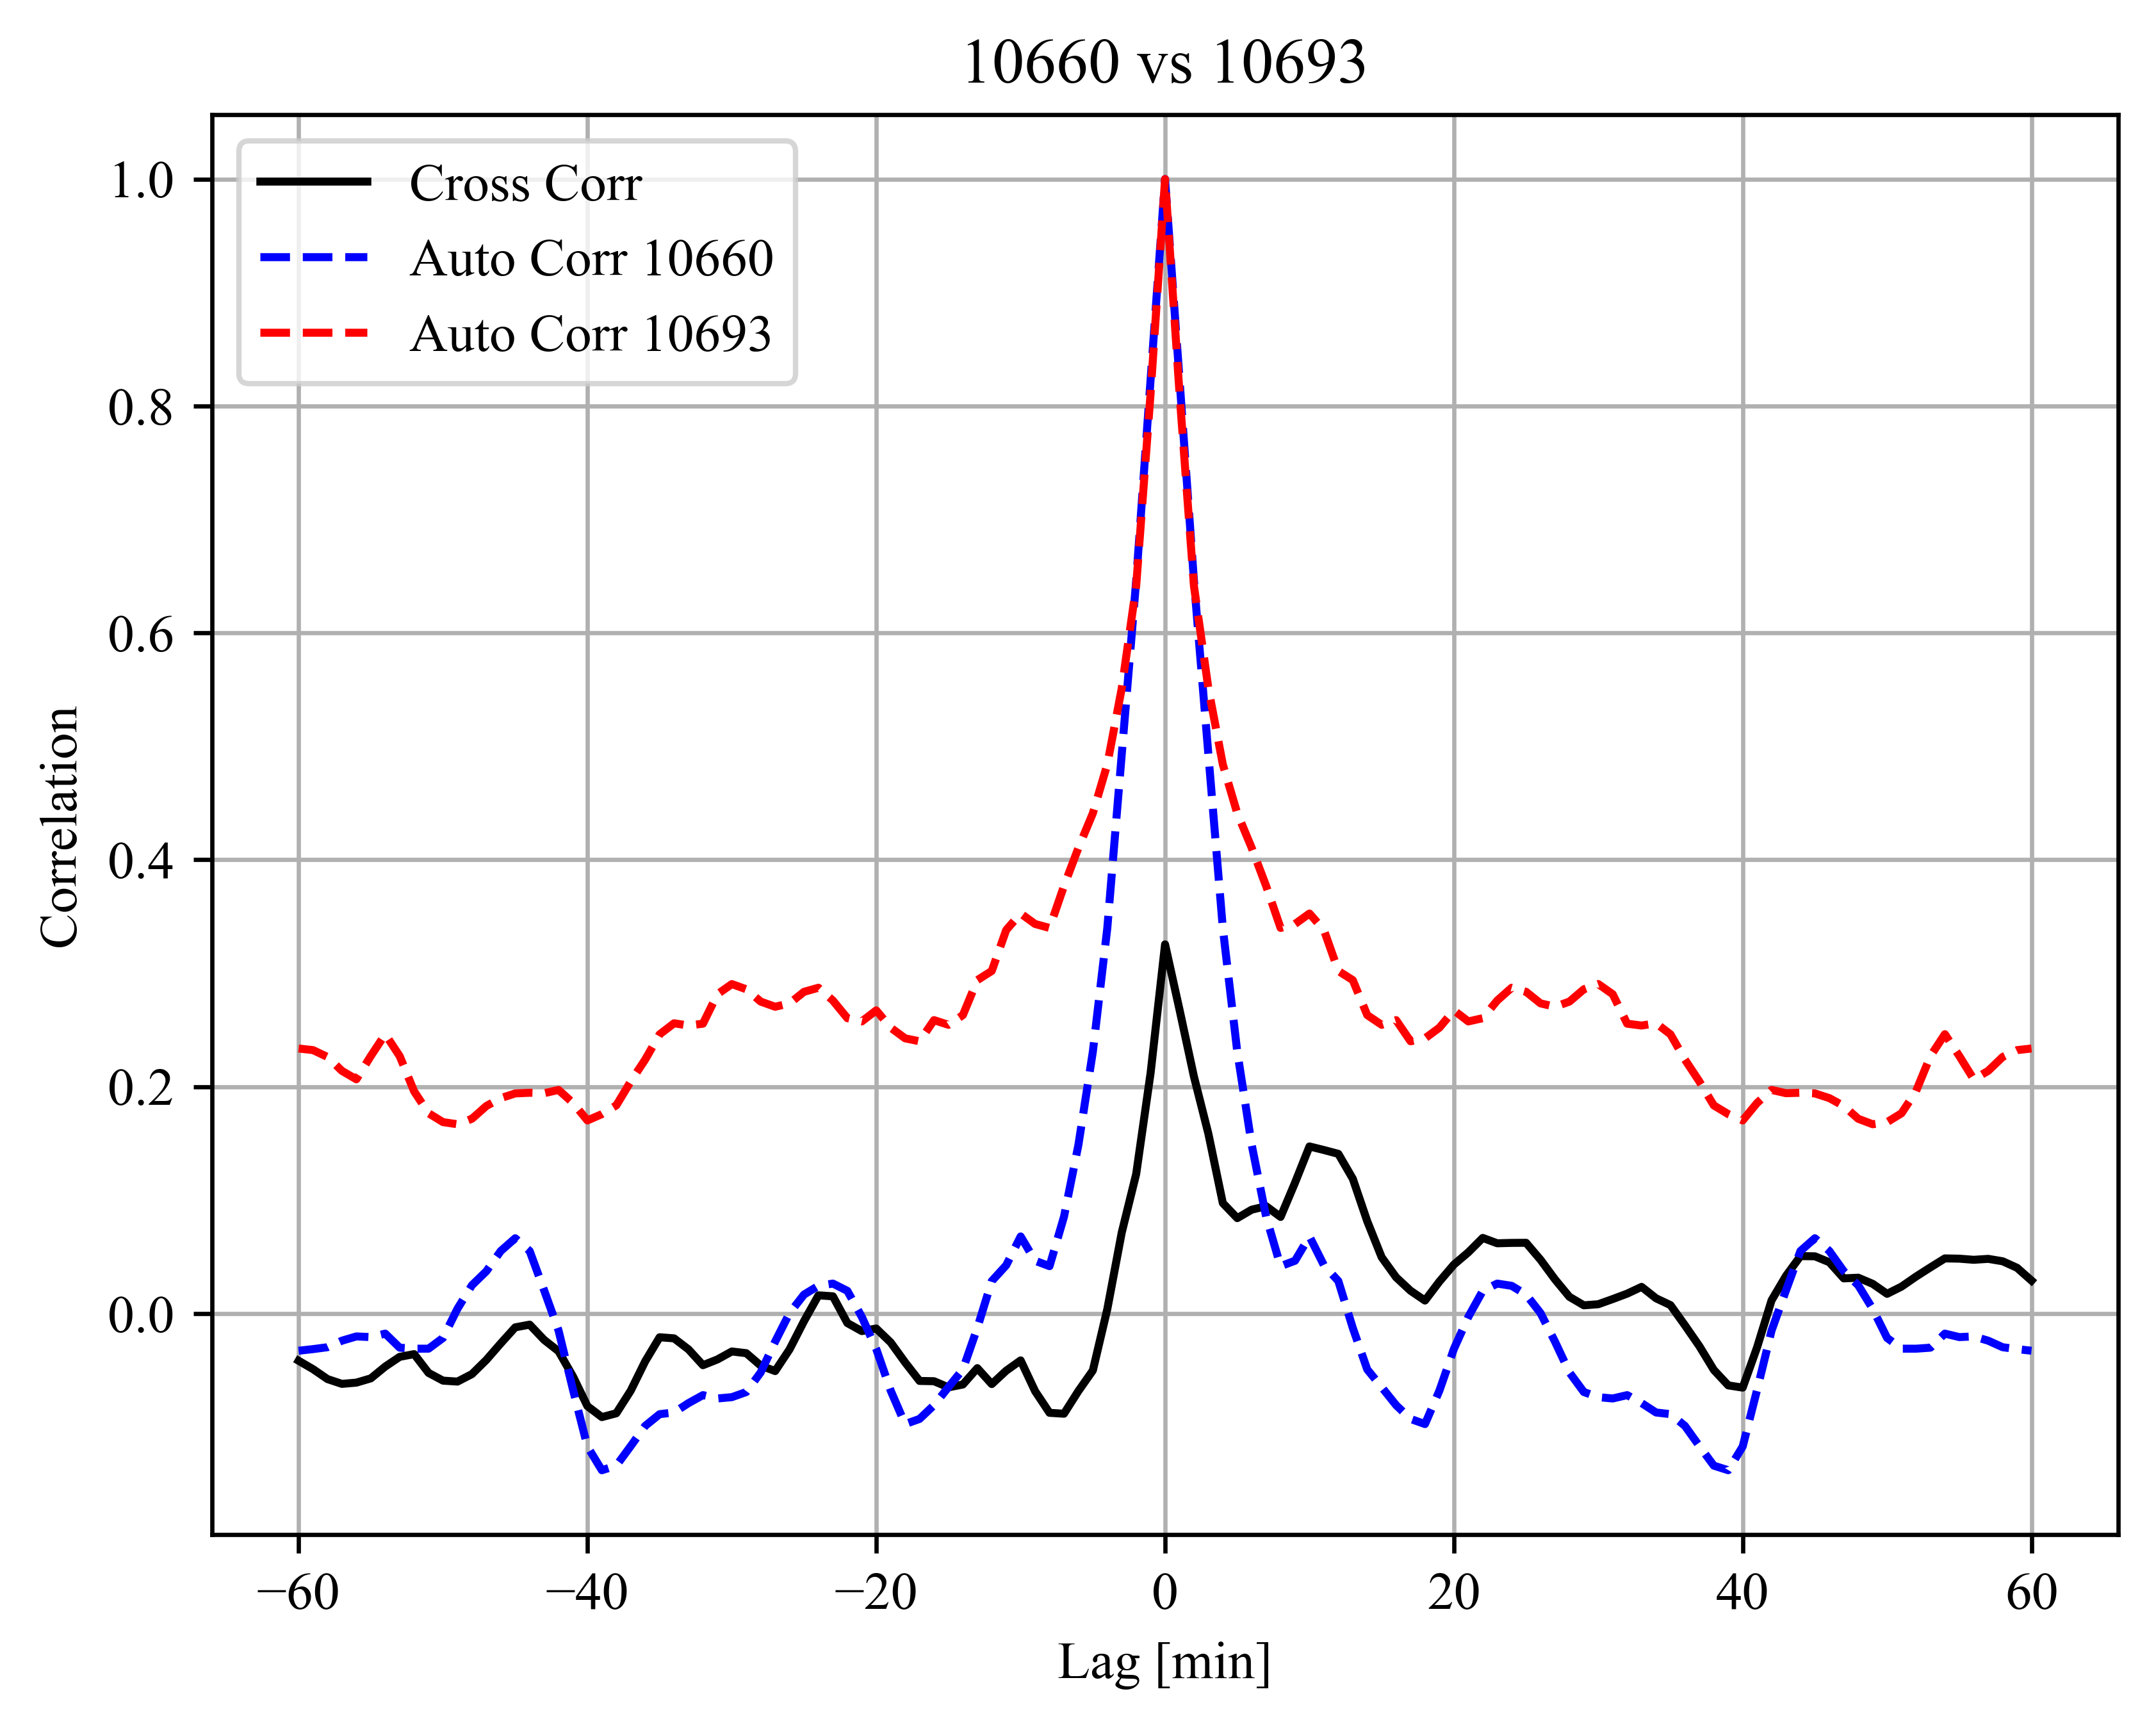 10660 vs 10693
Cross Corr
Auto Corr 10660
Auto Corr 10693
1.0
0.8
0.6
0.4
0.2
0.0
Correlation
−60
−40
−20
0
20
40
60
Lag [min]